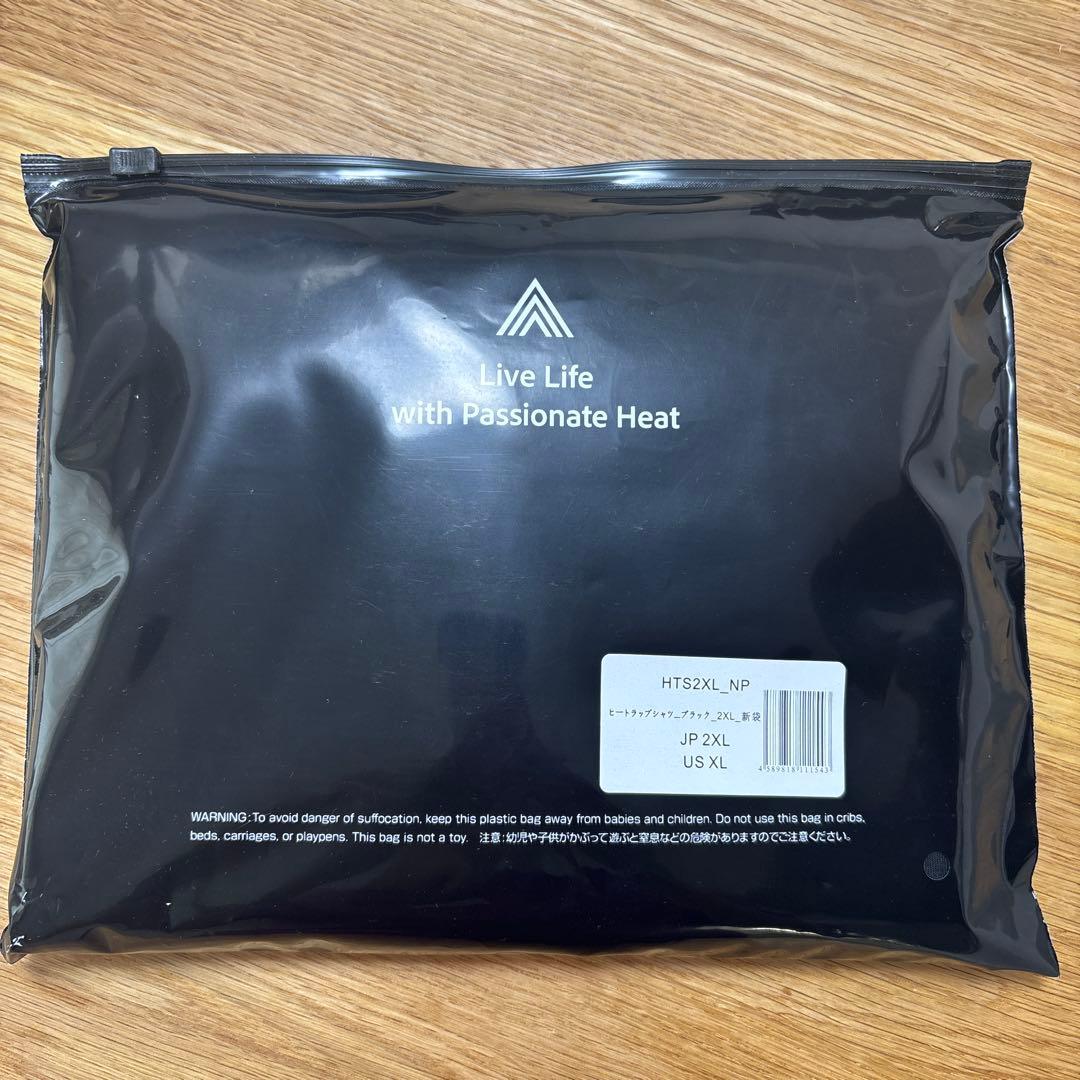 Live Life
with Passionate Heat
HTS2XL_NP
ヒートラップシャツ_ブラック_2XL_新袋
JP 2XL
US XL
4 589818 111543
WARNING:To avoid danger of suffocation, keep this plastic bag away from babies and children. Do not use this bag in cribs,
beds, carriages, or playpens. This bag is not a toy. 注意:幼児や子供がかぶって遊ぶと窒息などの危険がありますのでご注意ください。